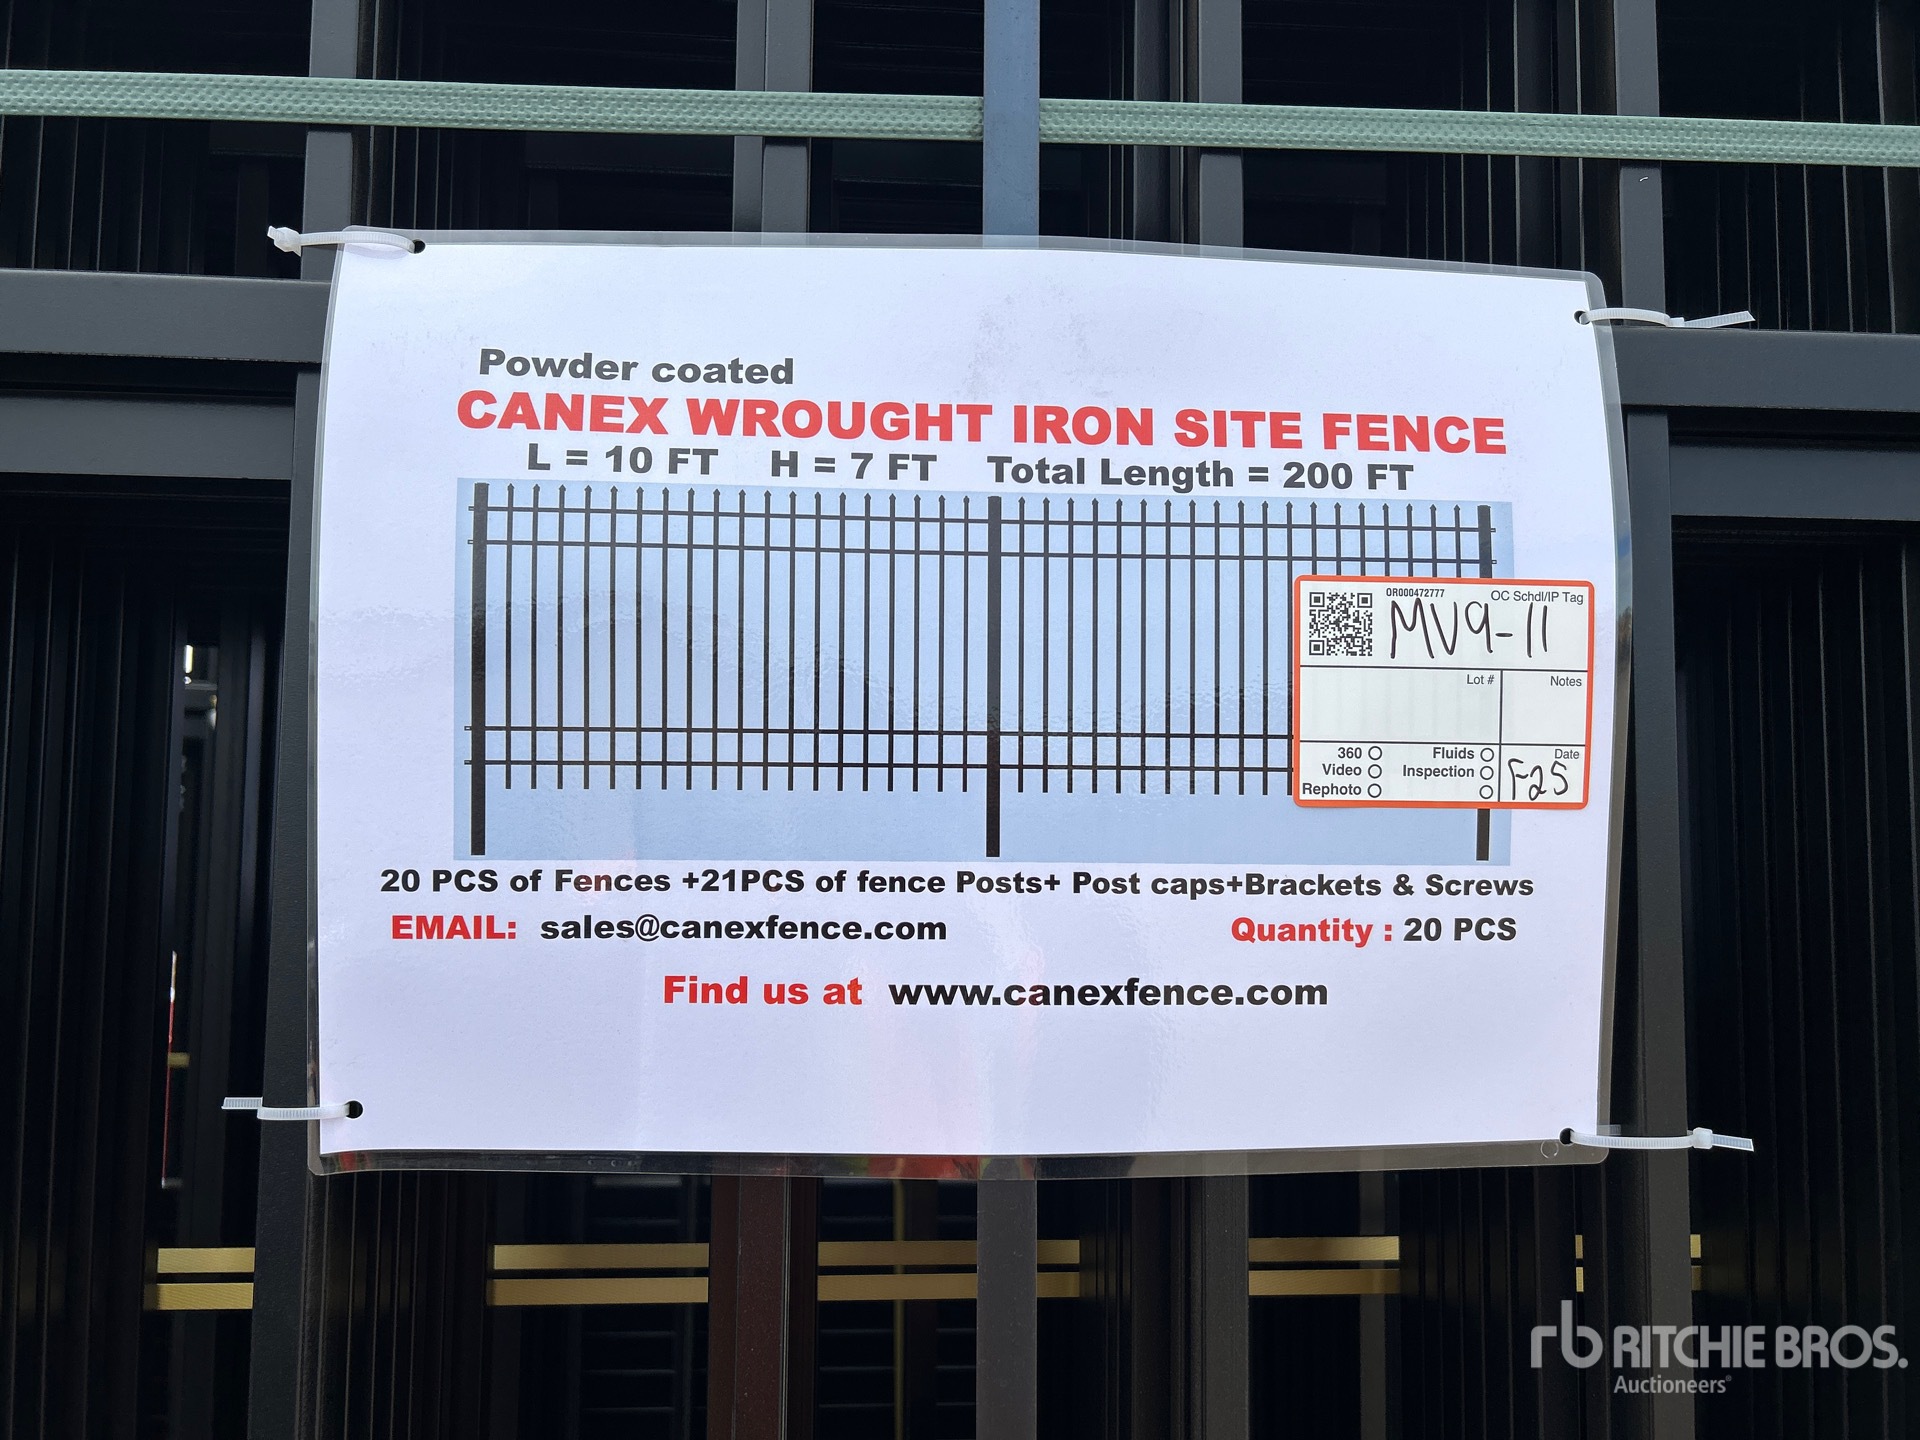 Powder coated
CANEX WROUGHT IRON SITE FENCE
L = 10 FT H = 7 FT Total Length = 200 FT
OR000472777 OC Schdl/IP Tag
MV9-11
Lot # Notes
360 Fluids Date
Video Inspection F25
Rephoto
20 PCS of Fences +21PCS of fence Posts+ Post caps+Brackets & Screws
EMAIL: sales@canexfence.com Quantity : 20 PCS
Find us at www.canexfence.com
rb RITCHIE BROS.
Auctioneers®